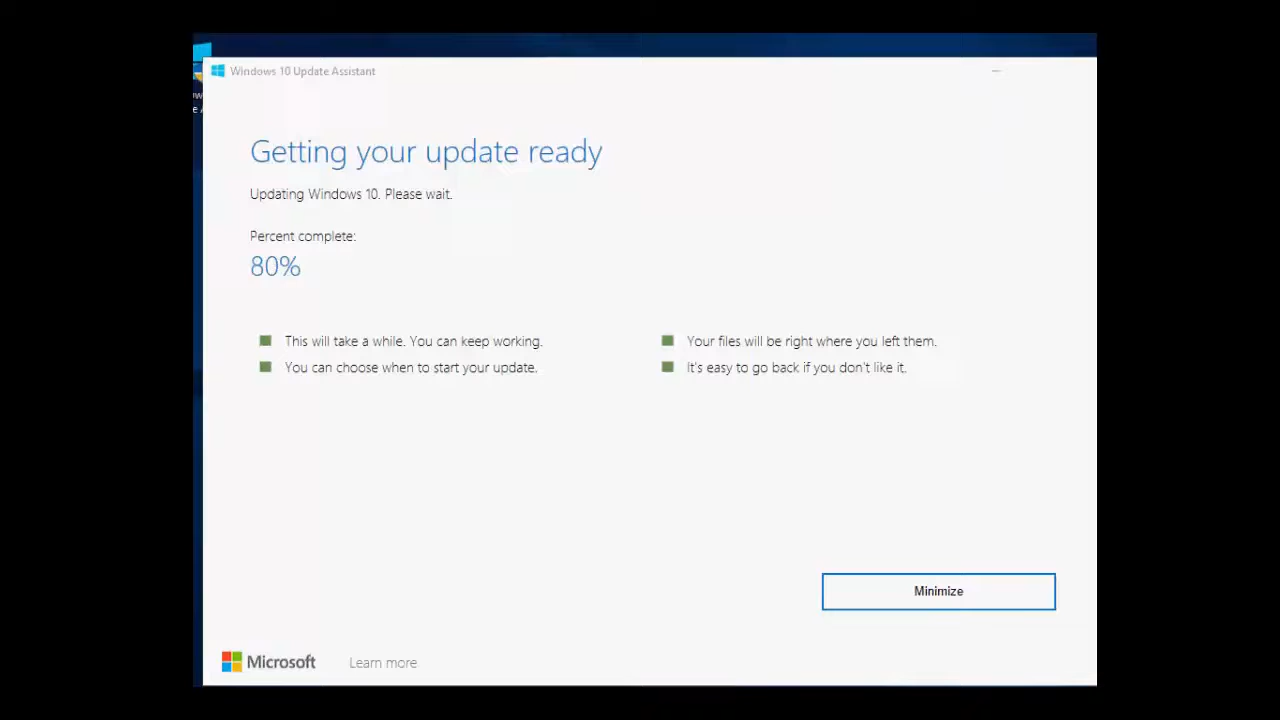 Windows 10 Update Assistant
Getting your update ready
Updating Windows 10. Please wait.
Percent complete:
80%
This will take a while. You can keep working.
You can choose when to start your update.
Your files will be right where you left them.
It's easy to go back if you don't like it.
Minimize
Microsoft
Learn more